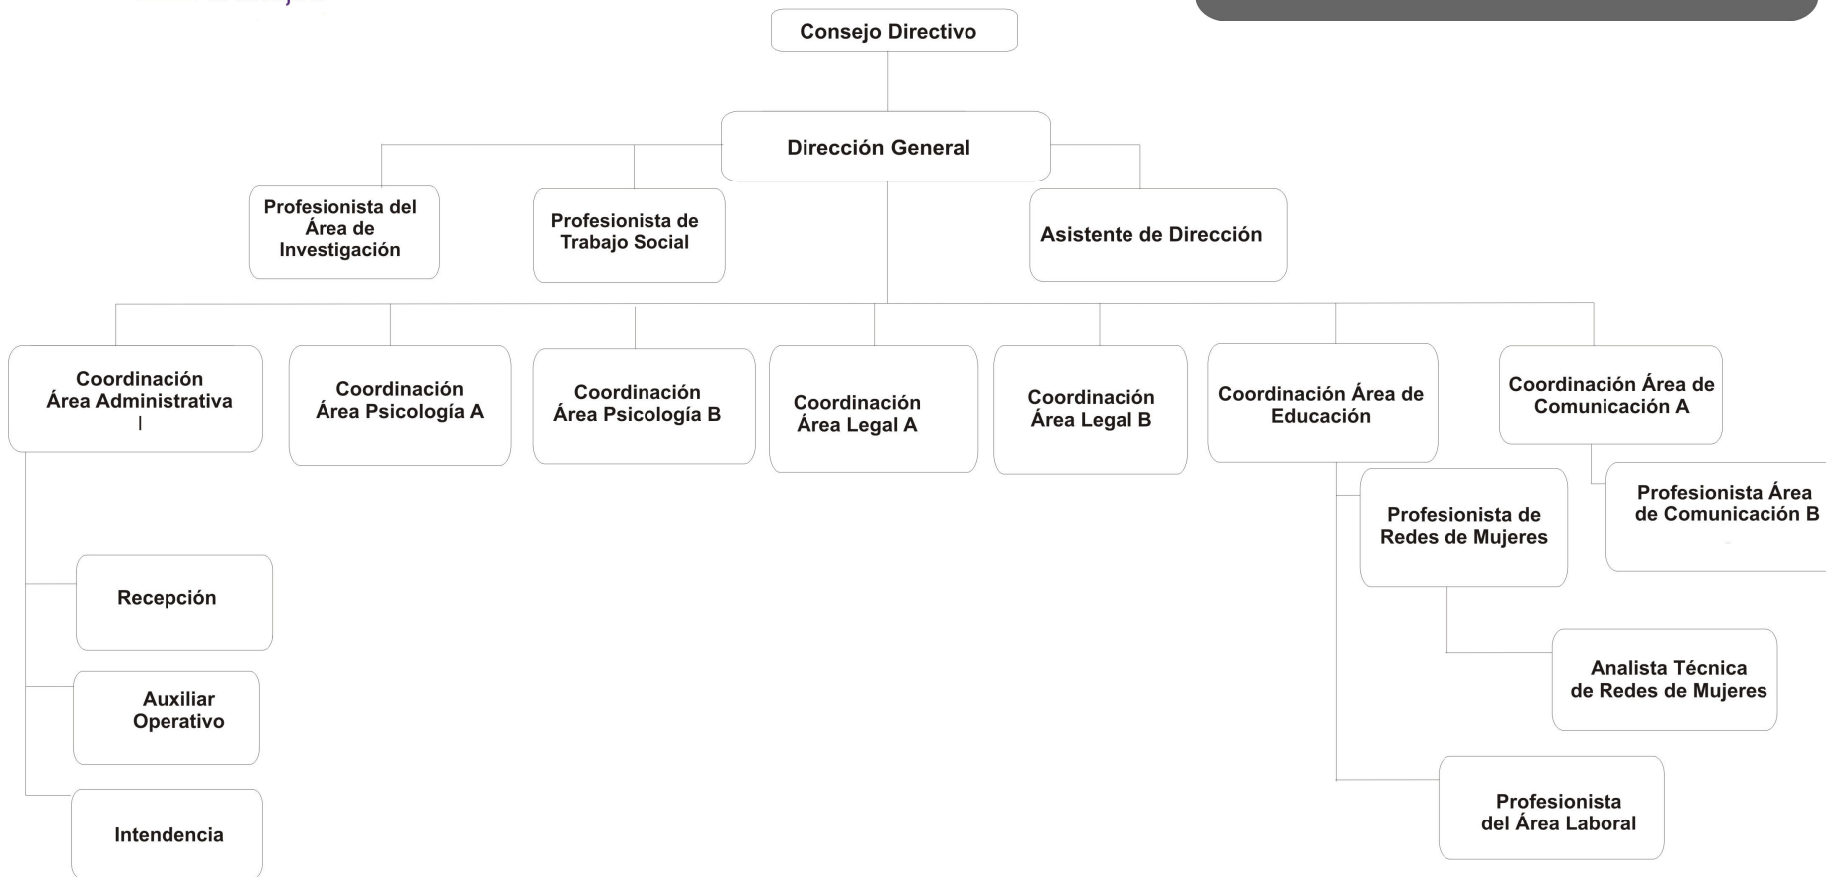 Consejo Directivo
Dirección General
Profesionista del
Área de
Investigación
Profesionista de
Trabajo Social
Asistente de Dirección
Coordinación
Área Administrativa
I
Coordinación
Área Psicología A
Coordinación
Área Psicología B
Coordinación
Área Legal A
Coordinación
Área Legal B
Coordinación Área de
Educación
Coordinación Área de
Comunicación A
Profesionista de
Redes de Mujeres
Profesionista Área
de Comunicación B
Recepción
Auxiliar
Operativo
Intendencia
Analista Técnica
de Redes de Mujeres
Profesionista
del Área Laboral